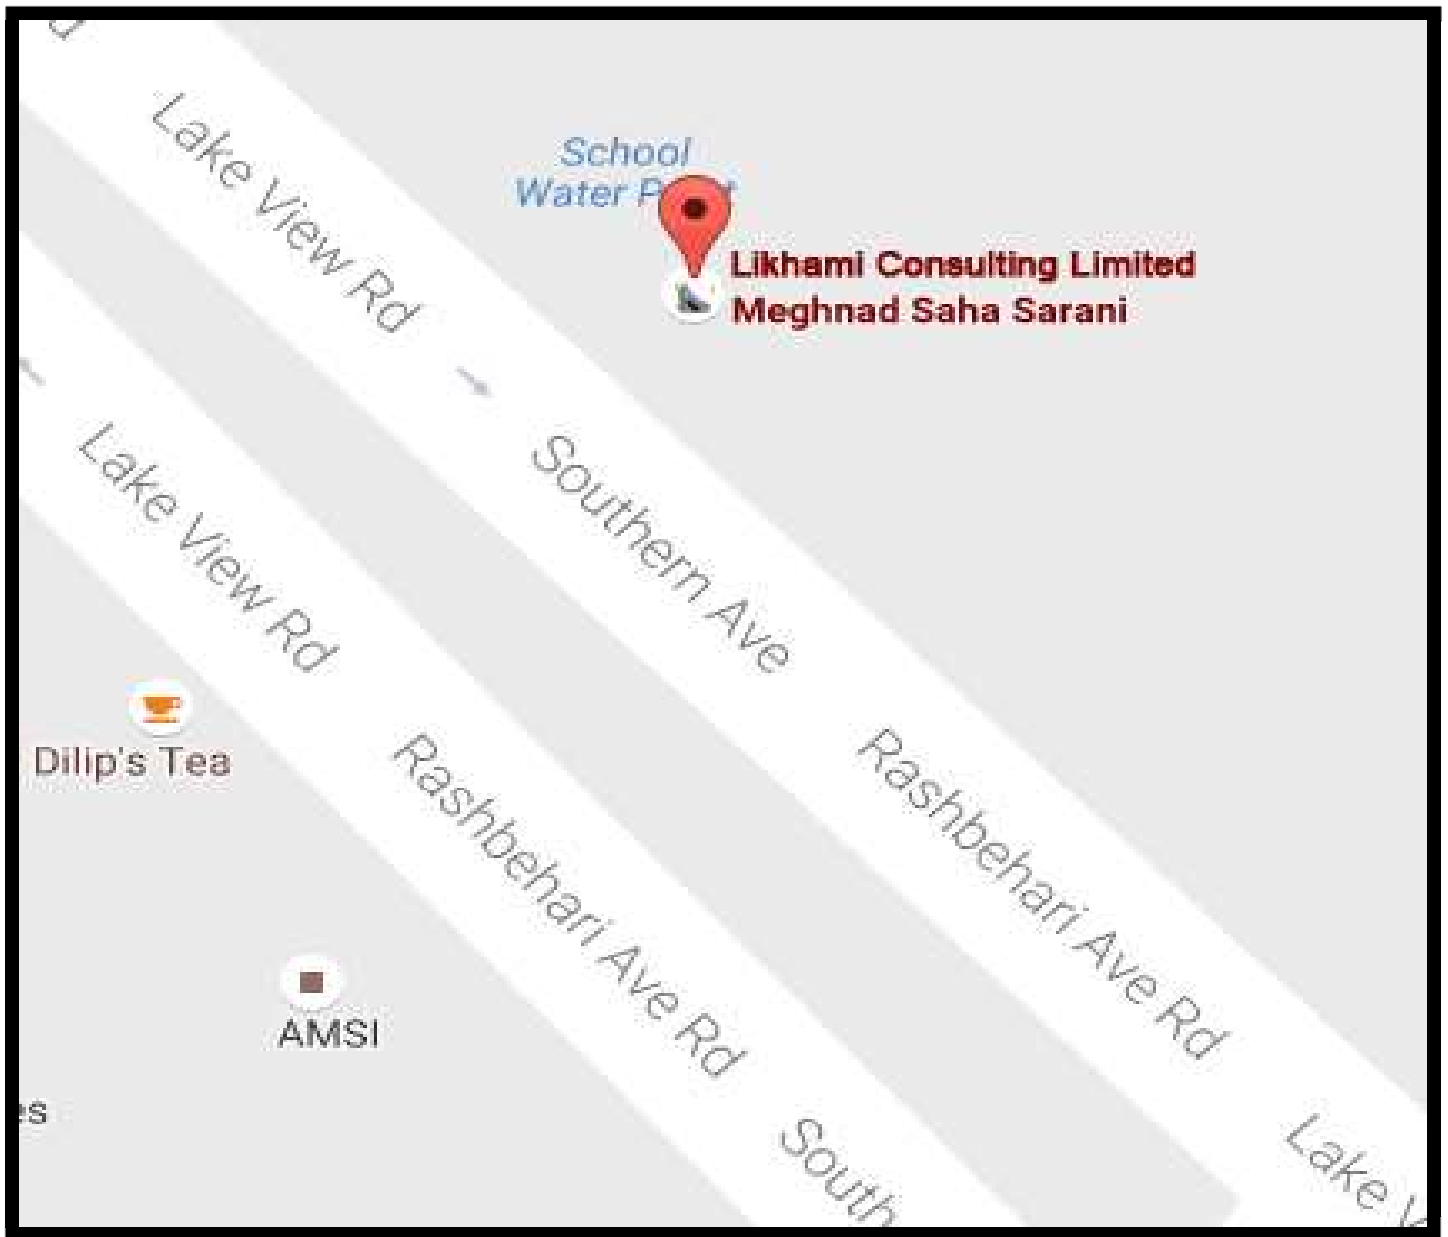 Lake View Rd
School
Water
Likhami Consulting Limited
Meghnad Saha Sarani
Lake View Rd
Southern Ave
Dilip's Tea
Rashbehari Ave Rd
Rashbehari Ave Rd
AMSI
es
South
Lake V